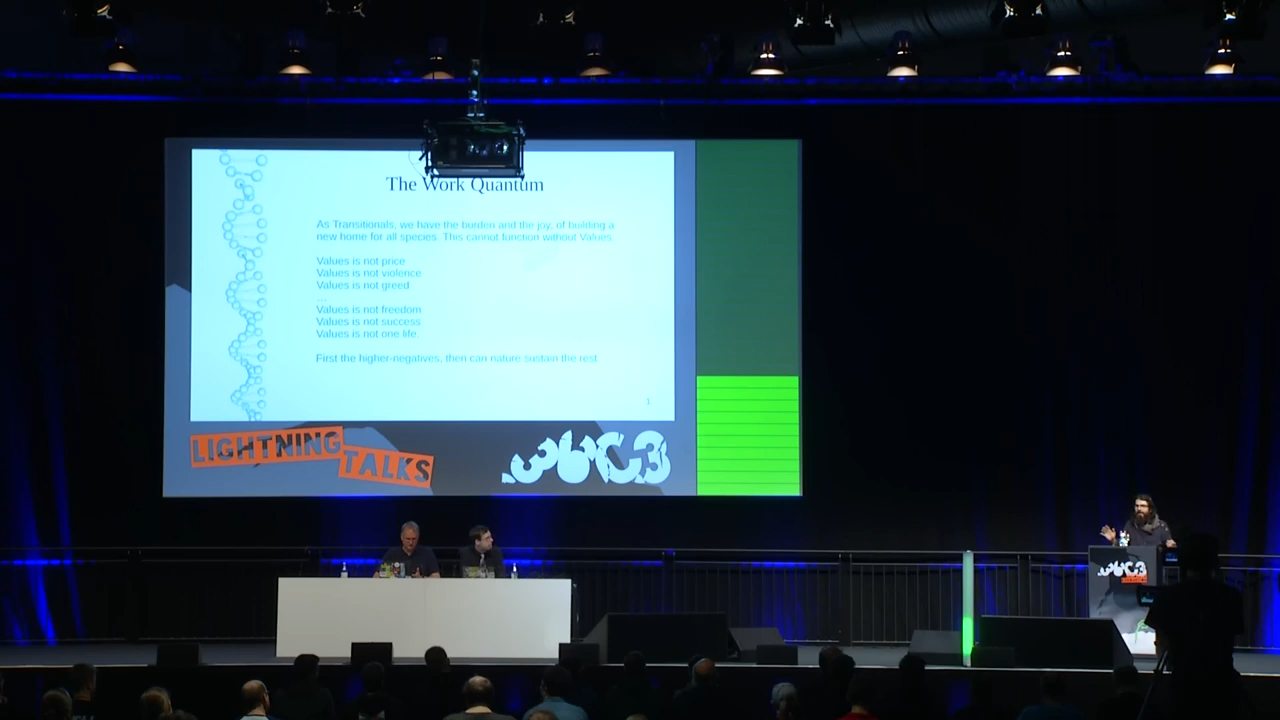 The Work Quantum
As Transitionals, we have the burden and the joy, of building a
new home for all species. This cannot function without Values.
Values is not price
Values is not violence
Values is not greed
...
Values is not freedom
Values is not success
Values is not one life.
First the higher-negatives, then can nature sustain the rest.
1
LIGHTNING
TALKS
36C3
36C3